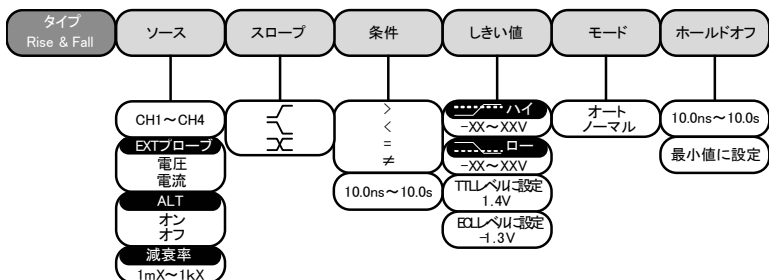 タイプ
Rise & Fall
ソース
スロープ
条件
しきい値
モード
ホールドオフ
CH1～CH4
EXTプローブ
電圧
電流
ALT
オン
オフ
減衰率
1mX～1kX
>
<
=
≠
10.0ns～10.0s
ハイ
-XX～XXV
ロー
-XX～XXV
TTLレベルに設定
1.4V
ECLレベルに設定
-1.3V
オート
ノーマル
10.0ns～10.0s
最小値に設定